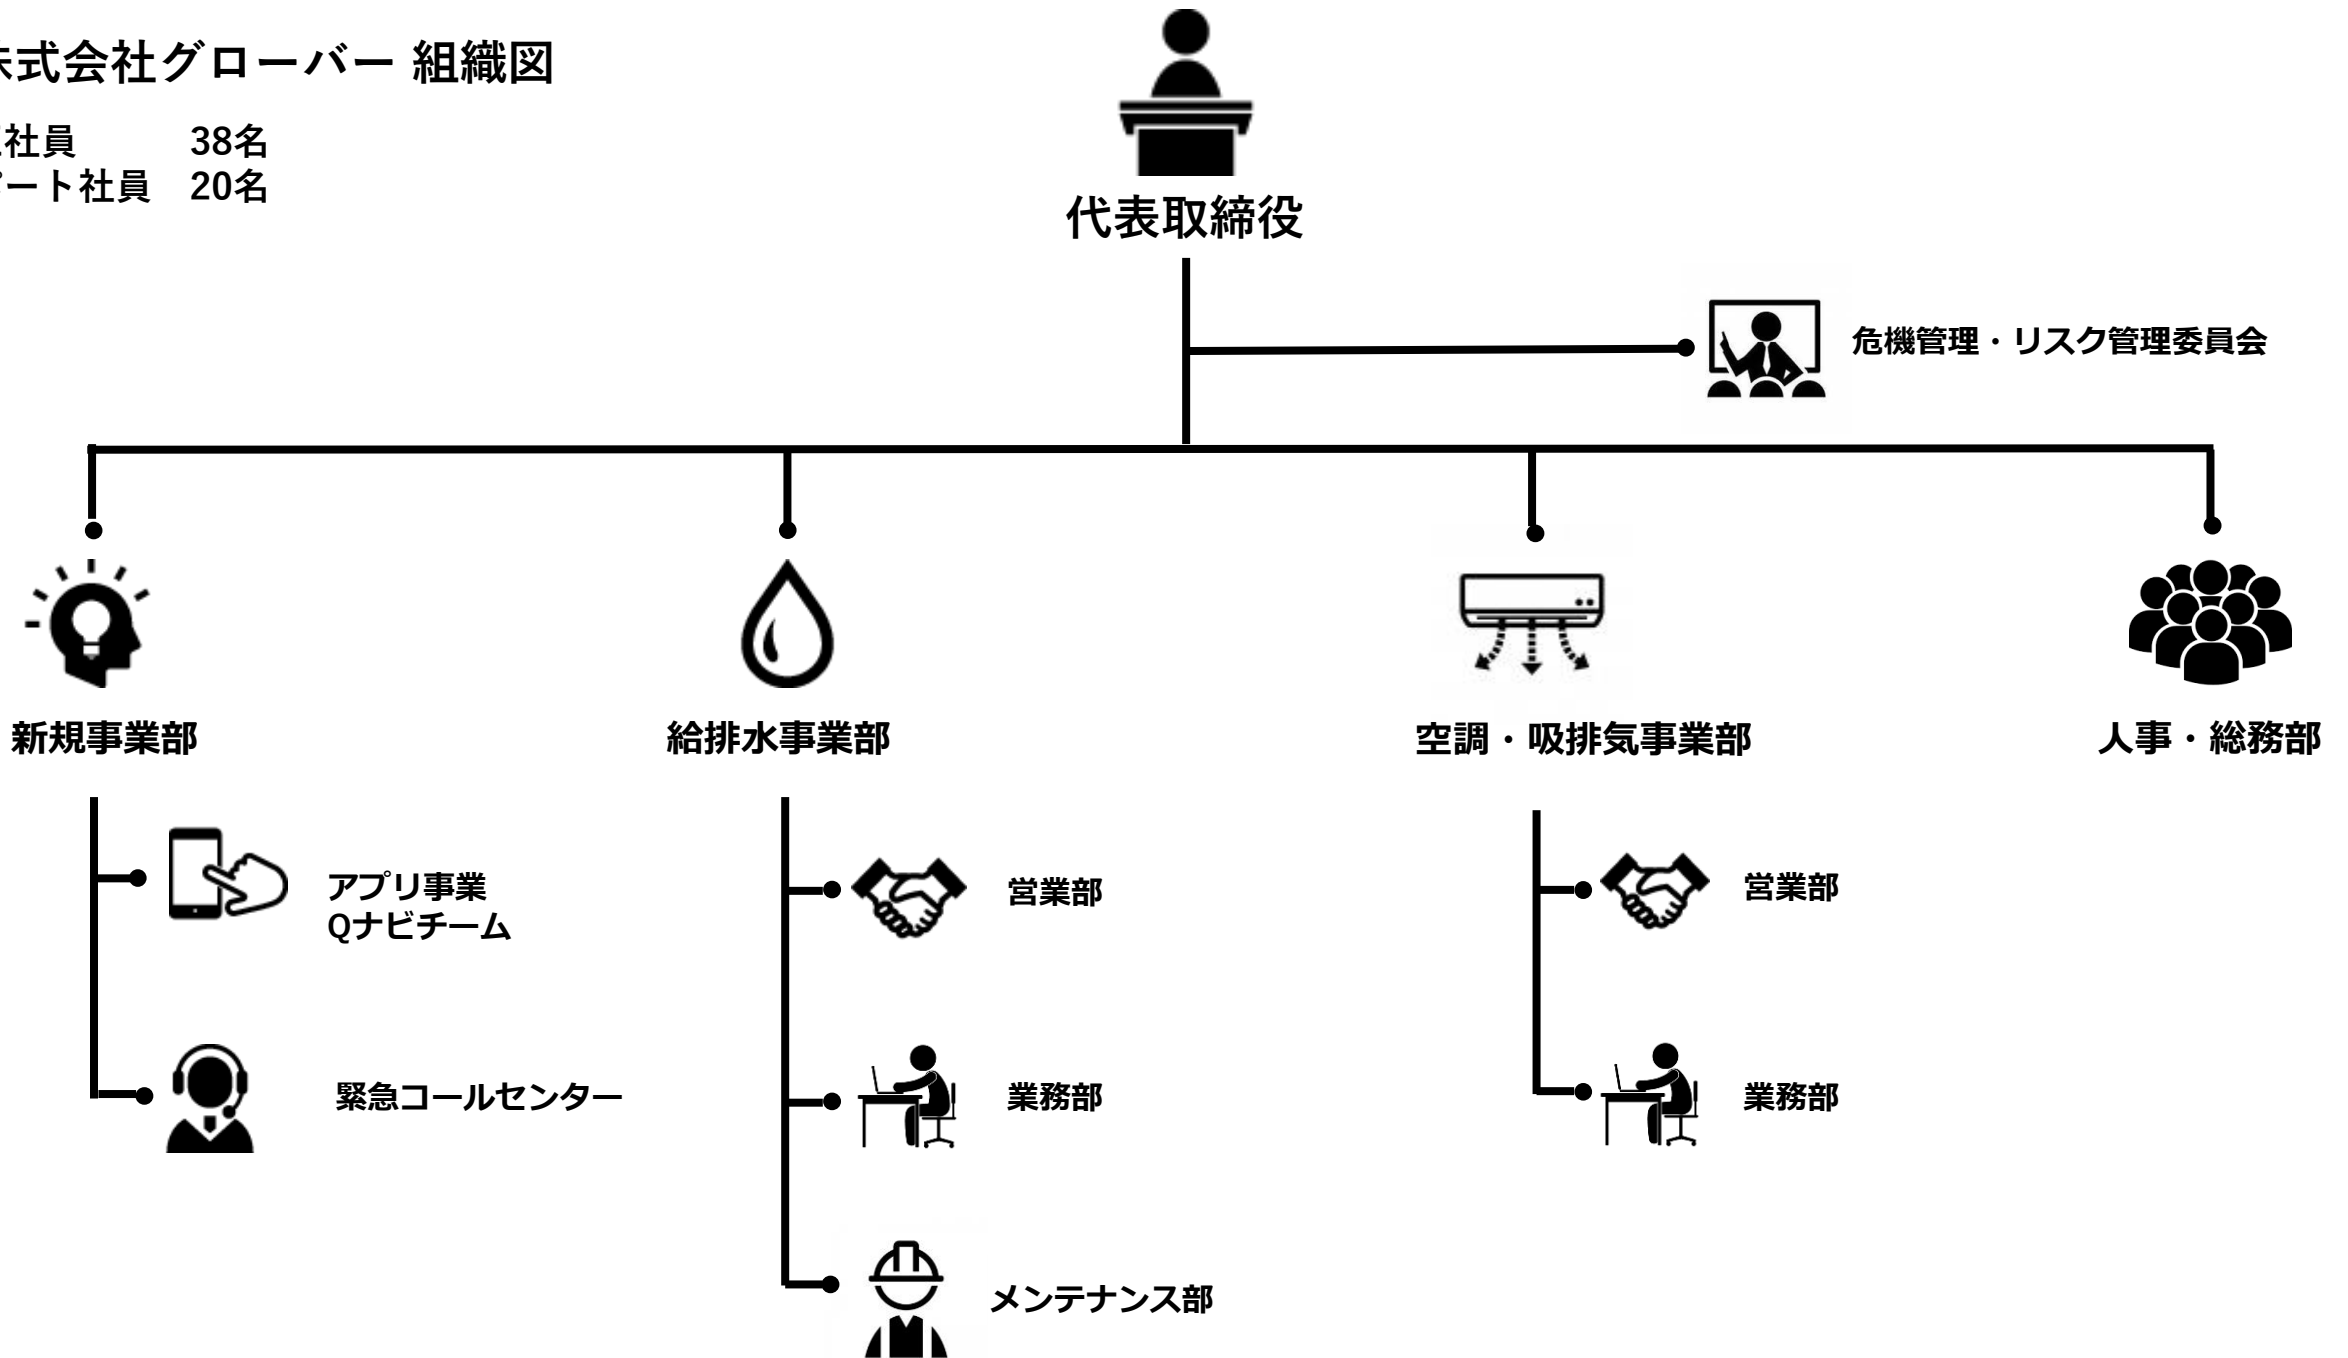 株式会社グローバー 組織図
正社員 38名
パート社員 20名
代表取締役
危機管理・リスク管理委員会
新規事業部
給排水事業部
空調・吸排気事業部
人事・総務部
アプリ事業
Qナビチーム
営業部
営業部
緊急コールセンター
業務部
業務部
メンテナンス部